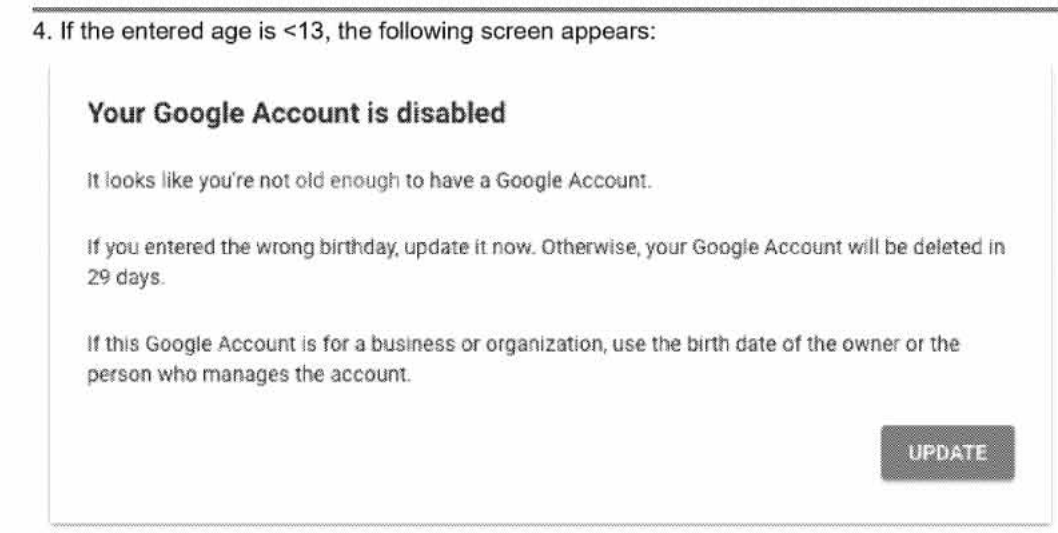 4. If the entered age is <13, the following screen appears:
Your Google Account is disabled
It looks like you're not old enough to have a Google Account.
If you entered the wrong birthday, update it now. Otherwise, your Google Account will be deleted in
29 days.
If this Google Account is for a business or organization, use the birth date of the owner or the
person who manages the account.
UPDATE